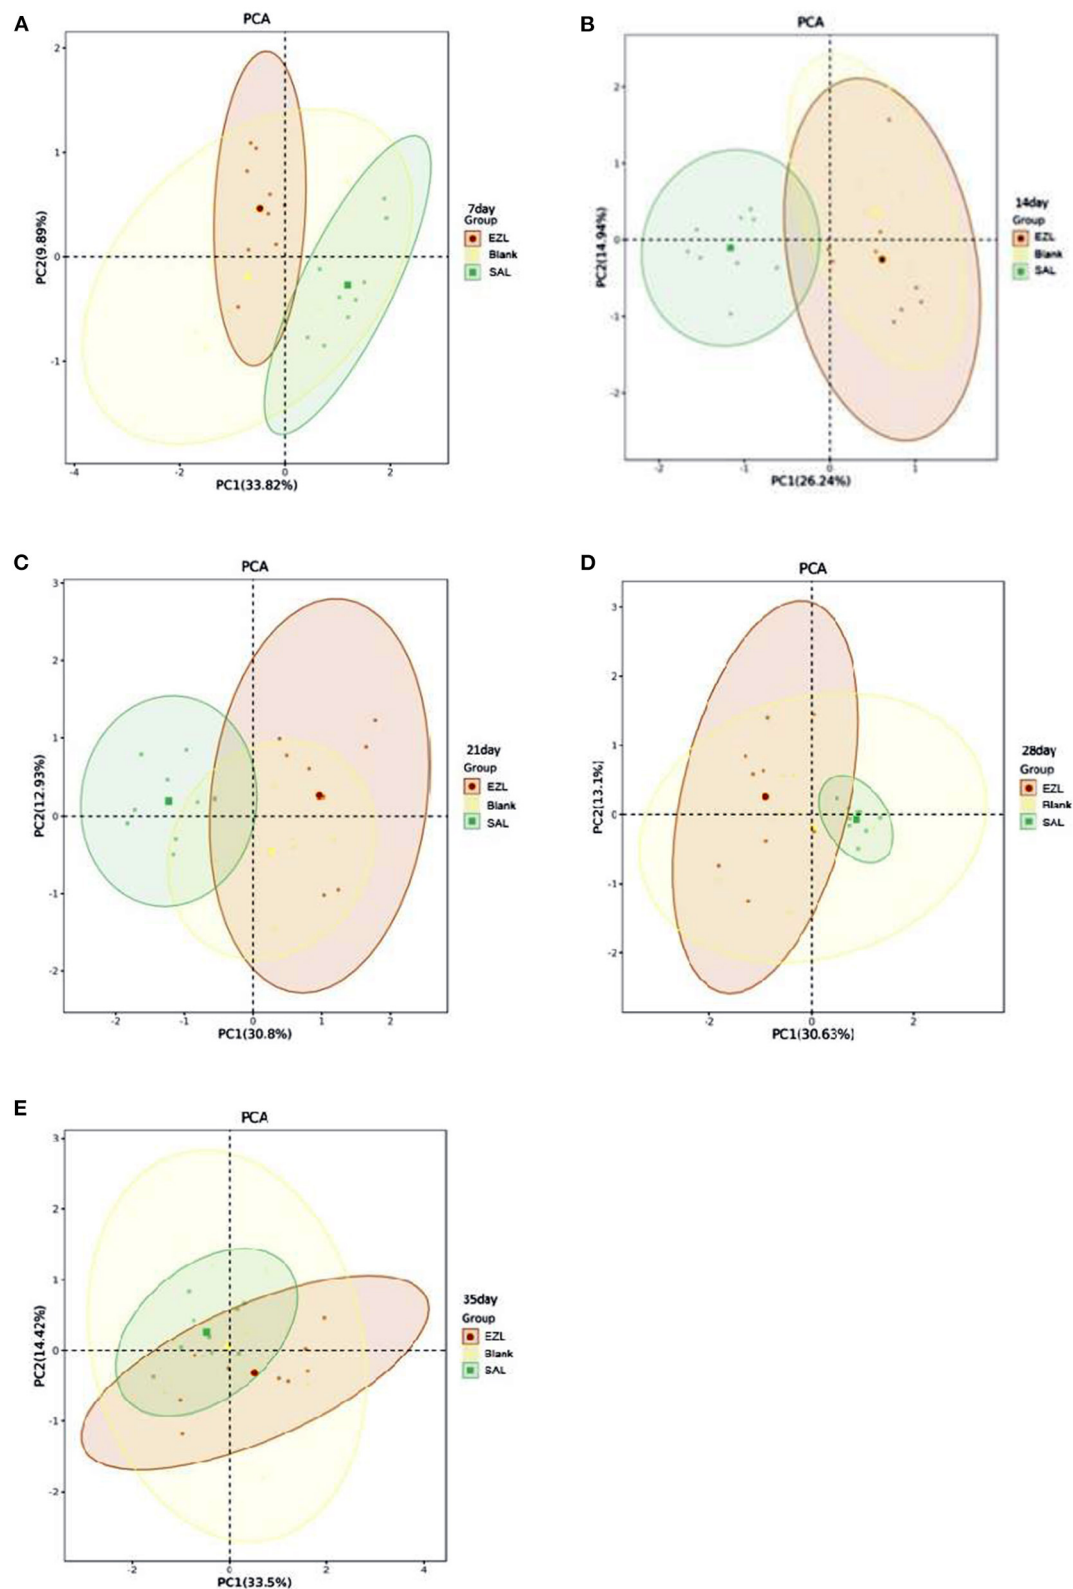 A
PCA
2
1
0
-1
-4
-2
0
2
PC1(33.82%)
PC2(9.89%)
7day
Group
EZL
Blank
SAL
B
PCA
2
1
0
-1
-2
-2
-1
0
1
PC1(26.24%)
PC2(14.94%)
14day
Group
EZL
Blank
SAL
C
PCA
3
2
1
0
-1
-2
-2
-1
0
1
2
PC1(30.8%)
PC2(12.93%)
21day
Group
EZL
Blank
SAL
D
PCA
3
2
1
0
-1
-2
-2
0
2
PC1(30.63%)
PC2(13.1%)
28day
Group
EZL
Blank
SAL
E
PCA
3
2
1
0
-1
-2
-2
0
2
4
PC1(33.5%)
PC2(14.42%)
35day
Group
EZL
Blank
SAL